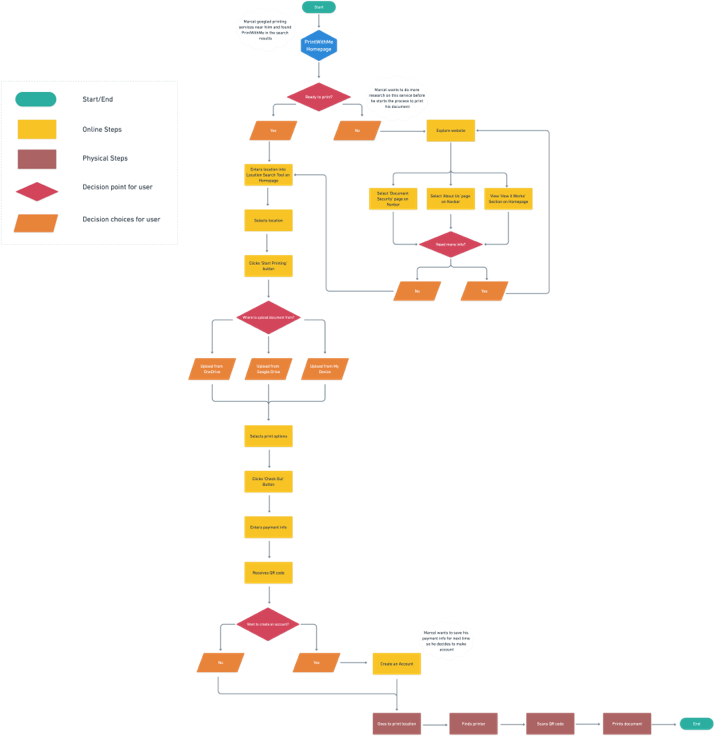 Start
Marcel googled printing
services near him and found
PrintWithMe in the search
results
PrintWithMe
Homepage
Ready to print?
Marcel wants to do more
research on this service before
he starts the process to print
his document
Yes
No
Explore website
Start/End
Online Steps
Physical Steps
Decision point for user
Decision choices for user
Enters location into
Location Search Tool on
Homepage
Select 'Document
Security' page on
Navbar
Select 'About Us' page
on Navbar
Section on Homepage
Selects location
Need more info?
Clicks 'Start Printing'
button
No
Yes
Where to upload document from?
Upload from
OneDrive
Upload from
Google Drive
Upload from My
Device
Selects print options
Clicks 'Check Out'
Button
Enters payment info
Receives QR code
Want to create an account?
Marcel wants to save his
payment info for next time
so he decides to make
account
No
Yes
Create an Account
Goes to print location
Finds printer
Scans QR code
Prints document
End